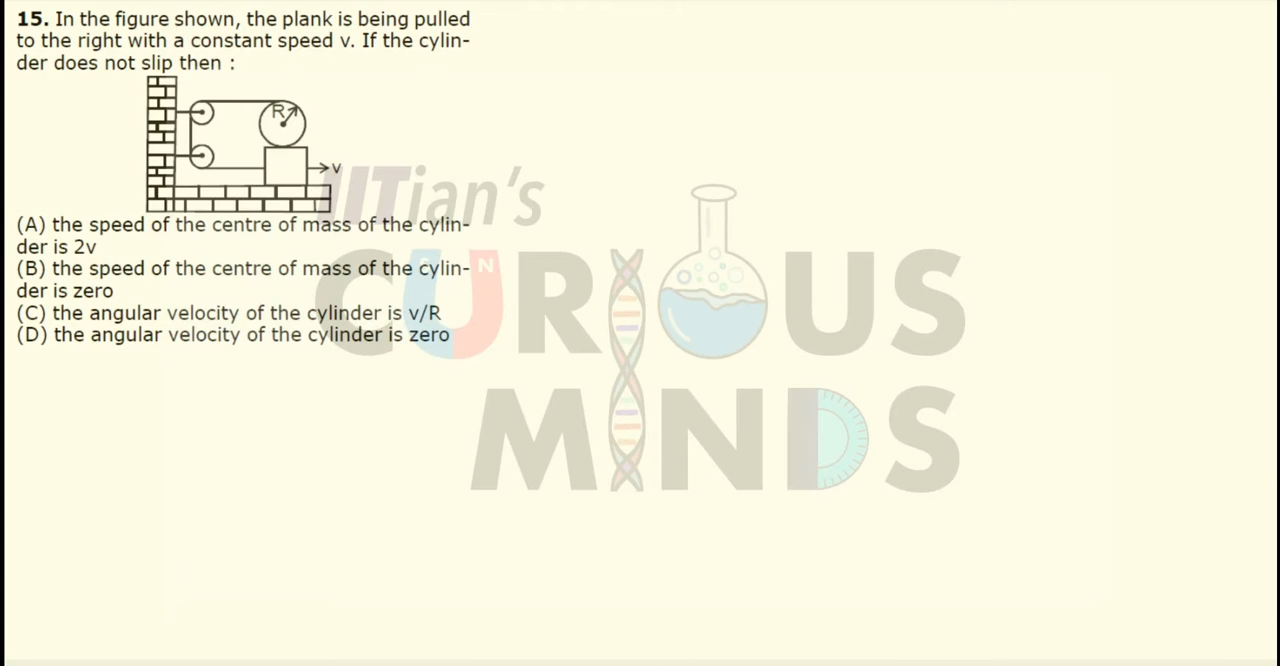 15. In the figure shown, the plank is being pulled
to the right with a constant speed v. If the cylin-
der does not slip then :
R
v
(A) the speed of the centre of mass of the cylin-
der is 2v
(B) the speed of the centre of mass of the cylin-
der is zero
(C) the angular velocity of the cylinder is v/R
(D) the angular velocity of the cylinder is zero
IITian's
CURIOUS
N
MINDS